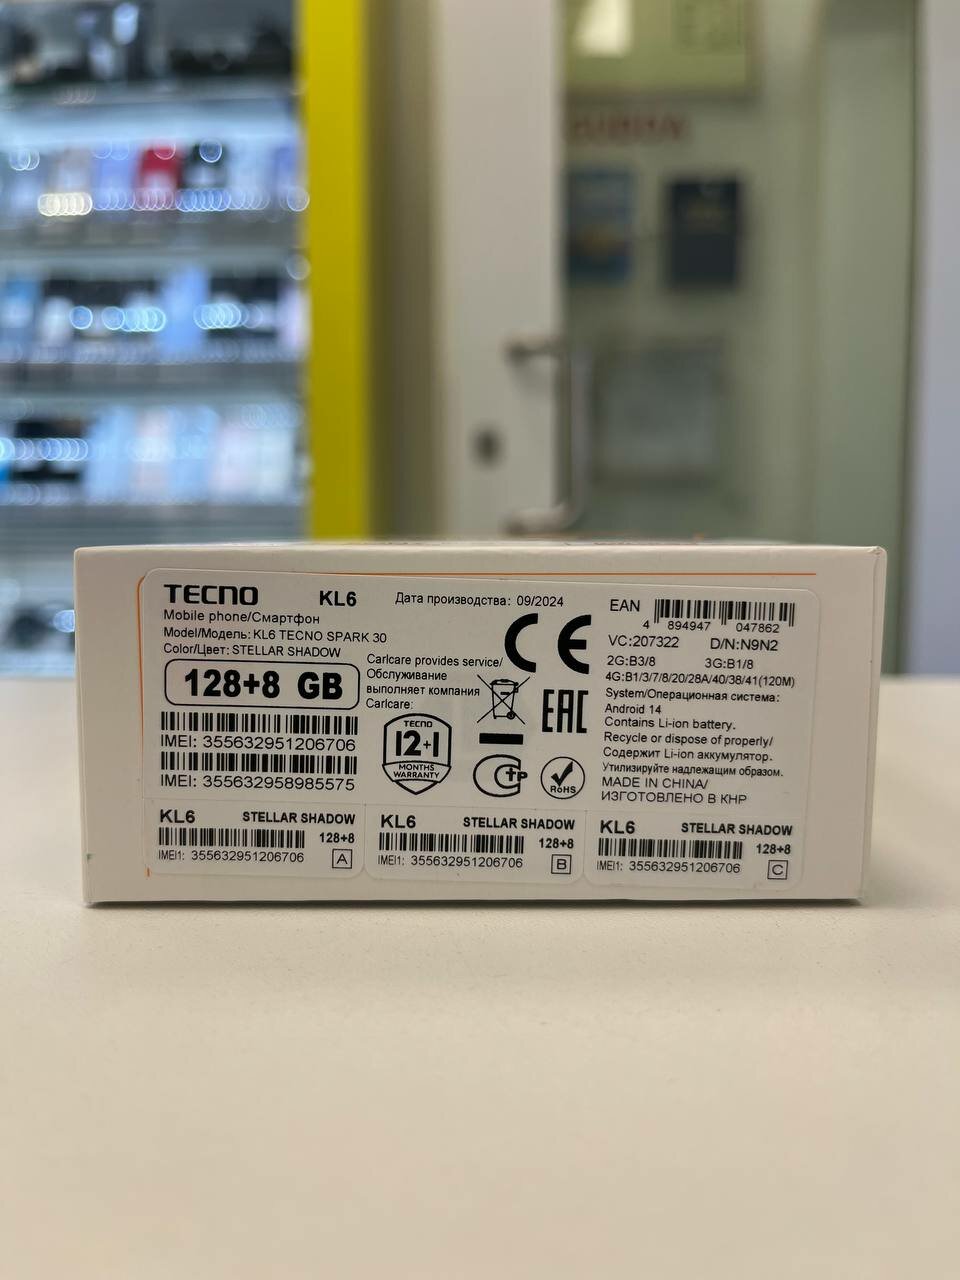 TECNO KL6
Mobile phone/Смартфон
Model/Модель: KL6 TECNO SPARK 30
Color/Цвет: STELLAR SHADOW
128+8 GB
IMEI: 355632951206706
IMEI: 355632958985575
Дата производства: 09/2024
Carlcare provides service/
Обслуживание
выполняет компания
Carlcare:
TECNO
12+1
MONTHS
WARRANTY
CE
EAC
RoHS
EAN
4 894947 047862
VC:207322 D/N:N9N2
2G:B3/8 3G:B1/8
4G:B1/3/7/8/20/28A/40/38/41(120M)
System/Операционная система:
Android 14
Contains Li-ion battery.
Recycle or dispose of properly/
Содержит Li-ion аккумулятор.
Утилизируйте надлежащим образом.
MADE IN CHINA/
ИЗГОТОВЛЕНО В КНР
KL6 STELLAR SHADOW
128+8
IMEI1: 355632951206706 A
KL6 STELLAR SHADOW
128+8
IMEI1: 355632951206706 B
KL6 STELLAR SHADOW
128+8
IMEI1: 355632951206706 C